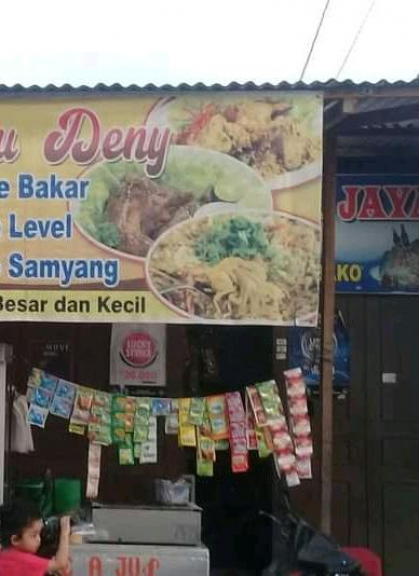 u Deny
e Bakar
Level
Samyang
Besar dan Kecil
JAYA
KO
LUCKY
STRIKE
A JUS